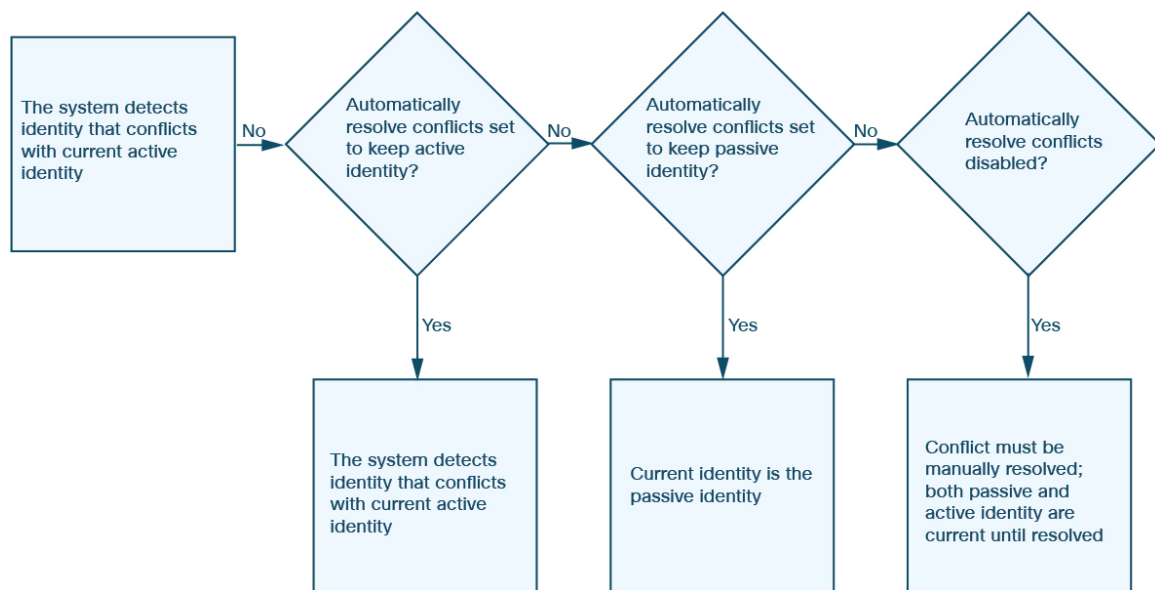 The system detects
identity that conflicts
with current active
identity
No
Automatically
resolve conflicts set
to keep active
identity?
No
Automatically
resolve conflicts set
to keep passive
identity?
No
Automatically
resolve conflicts
disabled?
Yes
Yes
Yes
The system detects
identity that conflicts
with current active
identity
Current identity is the
passive identity
Conflict must be
manually resolved;
both passive and
active identity are
current until resolved